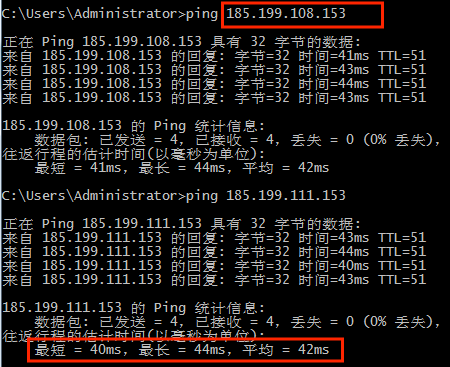 C:\Users\Administrator>ping 185.199.108.153
正在 Ping 185.199.108.153 具有 32 字节的数据:
来自 185.199.108.153 的回复: 字节=32 时间=41ms TTL=51
来自 185.199.108.153 的回复: 字节=32 时间=43ms TTL=51
来自 185.199.108.153 的回复: 字节=32 时间=44ms TTL=51
来自 185.199.108.153 的回复: 字节=32 时间=43ms TTL=51
185.199.108.153 的 Ping 统计信息:
数据包: 已发送 = 4, 已接收 = 4, 丢失 = 0 (0% 丢失),
往返行程的估计时间(以毫秒为单位):
最短 = 41ms, 最长 = 44ms, 平均 = 42ms
C:\Users\Administrator>ping 185.199.111.153
正在 Ping 185.199.111.153 具有 32 字节的数据:
来自 185.199.111.153 的回复: 字节=32 时间=43ms TTL=51
来自 185.199.111.153 的回复: 字节=32 时间=44ms TTL=51
来自 185.199.111.153 的回复: 字节=32 时间=40ms TTL=51
来自 185.199.111.153 的回复: 字节=32 时间=43ms TTL=51
185.199.111.153 的 Ping 统计信息:
数据包: 已发送 = 4, 已接收 = 4, 丢失 = 0 (0% 丢失),
往返行程的估计时间(以毫秒为单位):
最短 = 40ms, 最长 = 44ms, 平均 = 42ms